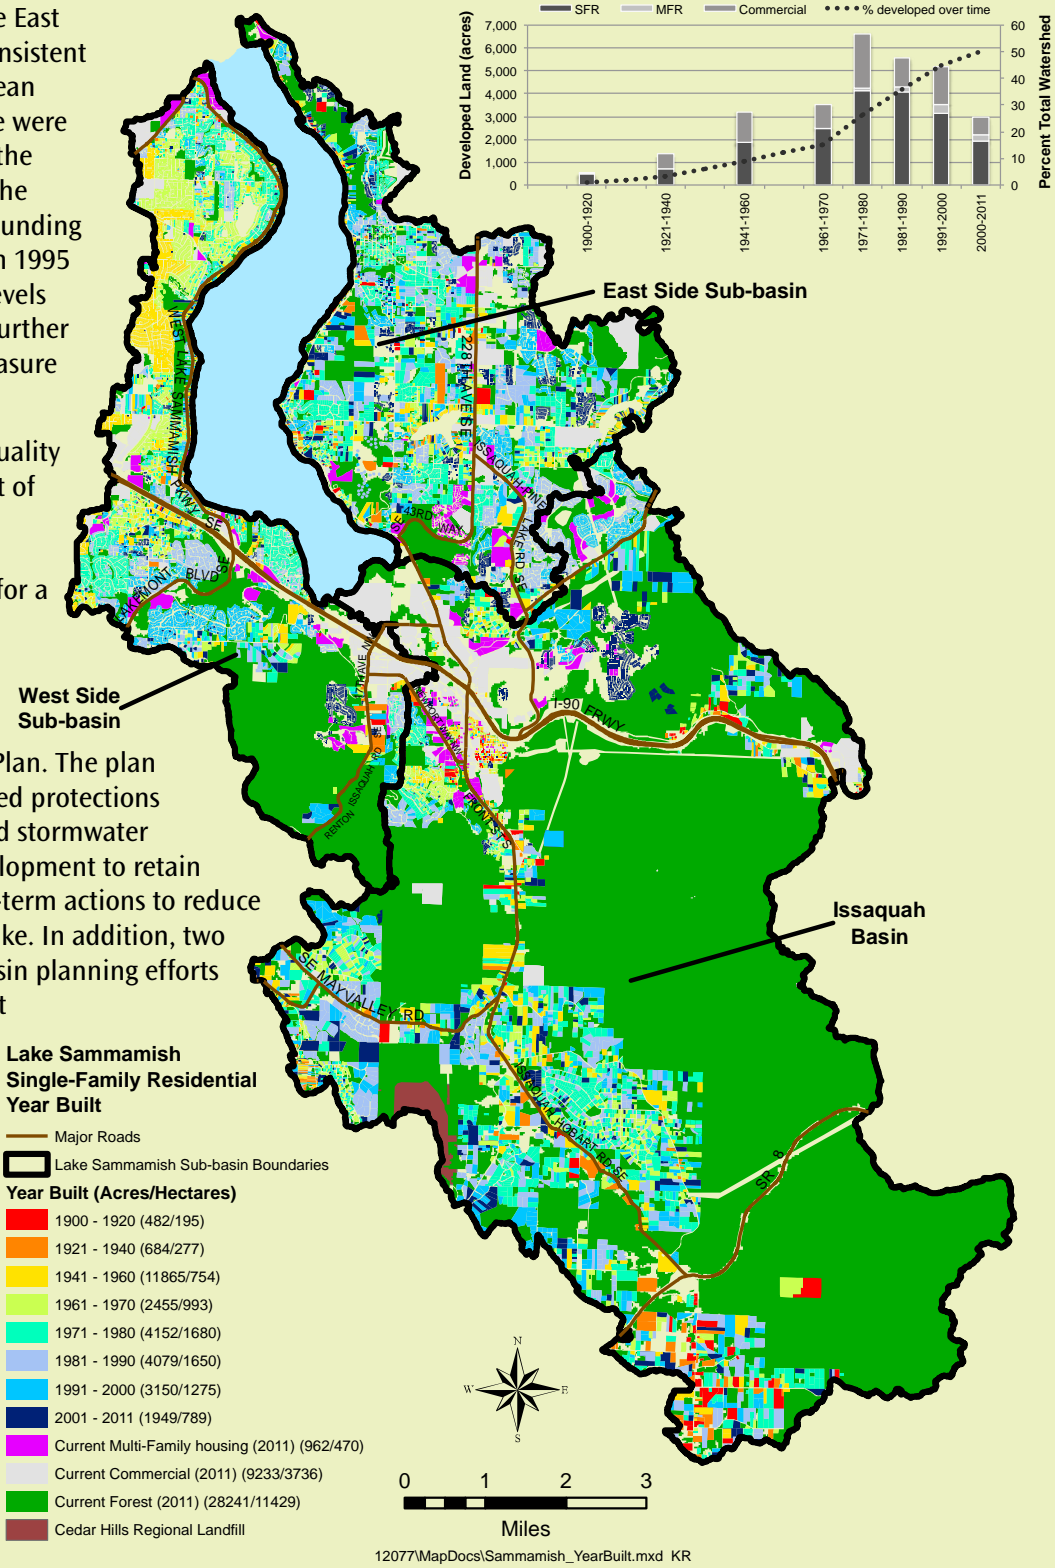 e East
nsistent
ean
e were
the
the
unding
n 1995
evels
urther
asure
uality
t of
for a
Plan. The plan
ed protections
d stormwater
lopment to retain
-term actions to reduce
ke. In addition, two
sin planning efforts
t
SFR MFR Commercial % developed over time
Developed Land (acres)
7,000
6,000
5,000
4,000
3,000
2,000
1,000
0
60
50
40
30
20
10
0
Percent Total Watershed
1900-1920
1921-1940
1941-1960
1961-1970
1971-1980
1981-1990
1991-2000
2000-2011
East Side Sub-basin
WEST LAKE SAMMAMISH PKWY SE
228TH AVE SE
ISSAQUAH-PINE LAKE RD SE
SE 43RD WAY
LAKEMONT BLVD SE
West Side
Sub-basin
17TH AVE NW
I-90 FRWY
RENTON ISSAQUAH RD SE
FRONT ST S
Issaquah
Basin
SE MAY VALLEY RD
ISSAQUAH HOBART RD SE
SR 8
Lake Sammamish
Single-Family Residential
Year Built
Major Roads
Lake Sammamish Sub-basin Boundaries
Year Built (Acres/Hectares)
1900 - 1920 (482/195)
1921 - 1940 (684/277)
1941 - 1960 (11865/754)
1961 - 1970 (2455/993)
1971 - 1980 (4152/1680)
1981 - 1990 (4079/1650)
1991 - 2000 (3150/1275)
2001 - 2011 (1949/789)
Current Multi-Family housing (2011) (962/470)
Current Commercial (2011) (9233/3736)
Current Forest (2011) (28241/11429)
Cedar Hills Regional Landfill
N
W E
S
0 1 2 3
Miles
12077\MapDocs\Sammamish_YearBuilt.mxd KR